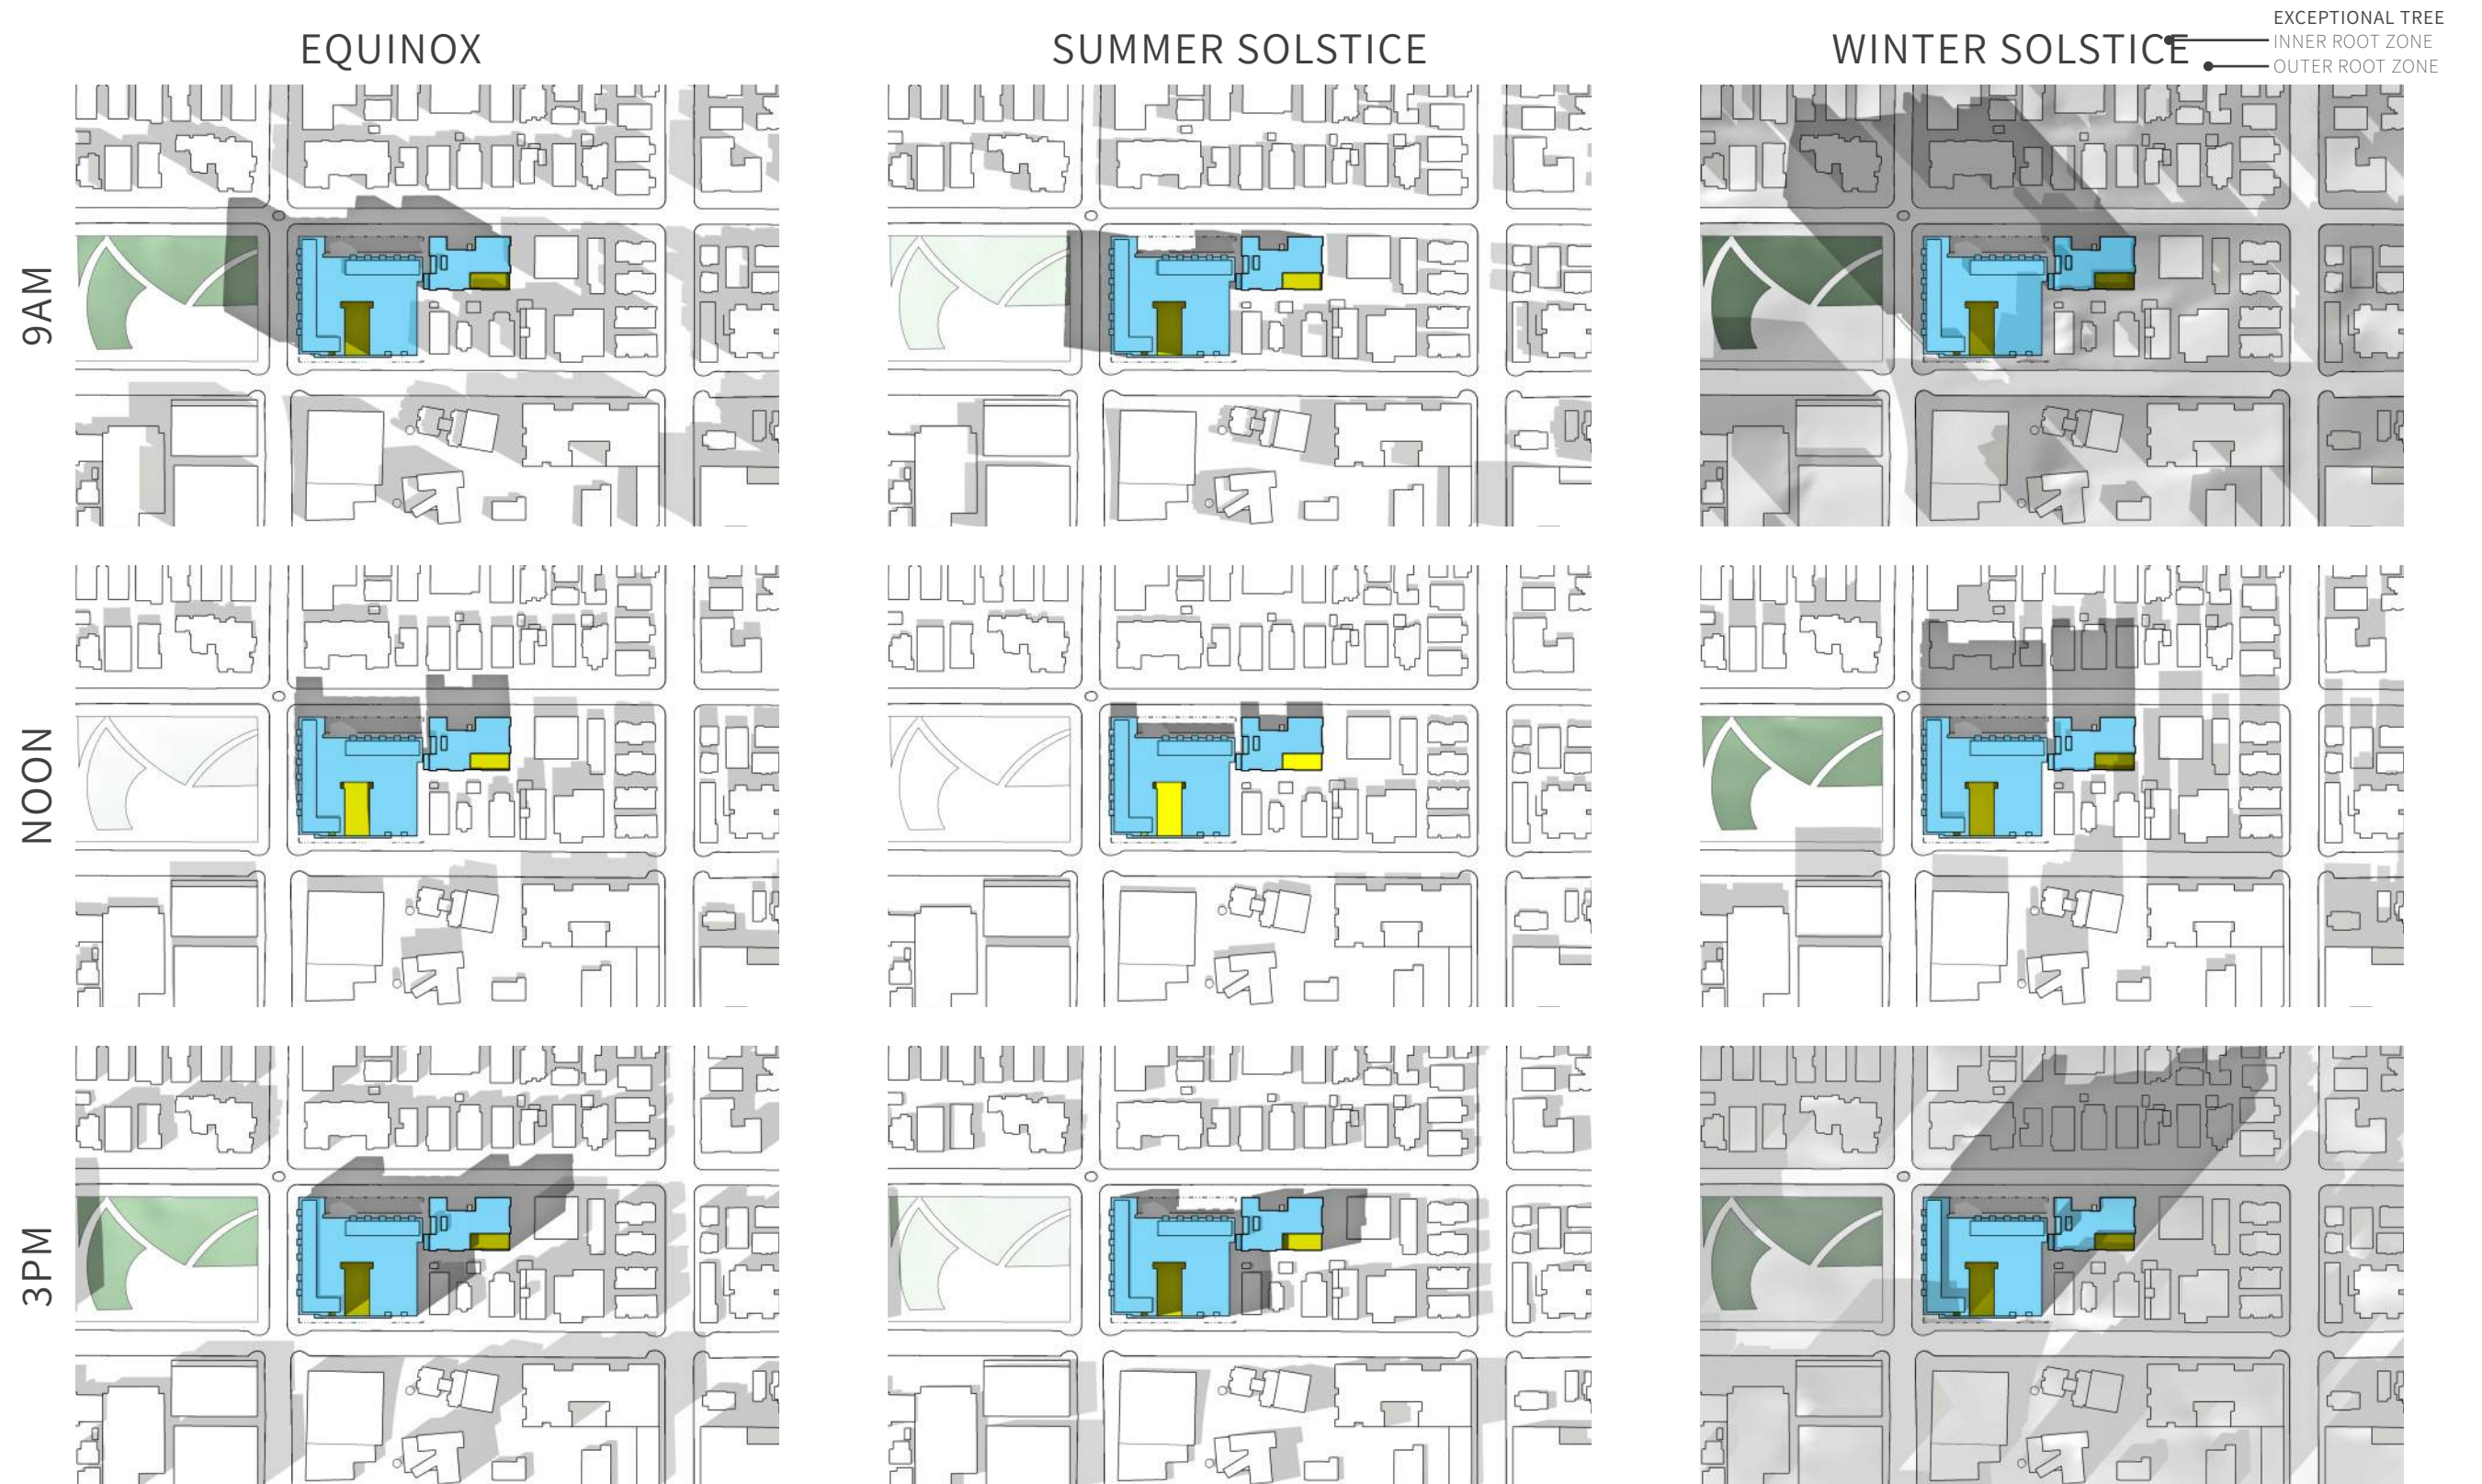 EXCEPTIONAL TREE
EQUINOX
SUMMER SOLSTICE
WINTER SOLSTICE
INNER ROOT ZONE
OUTER ROOT ZONE
9AM
NOON
3PM